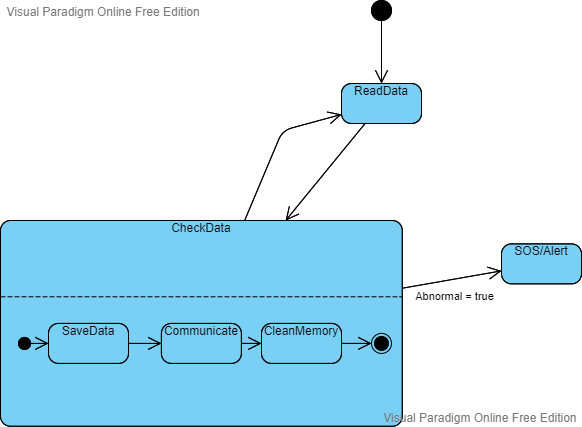 Visual Paradigm Online Free Edition
ReadData
CheckData
SOS/Alert
Abnormal = true
SaveData
Communicate
CleanMemory
Visual Paradigm Online Free Edition